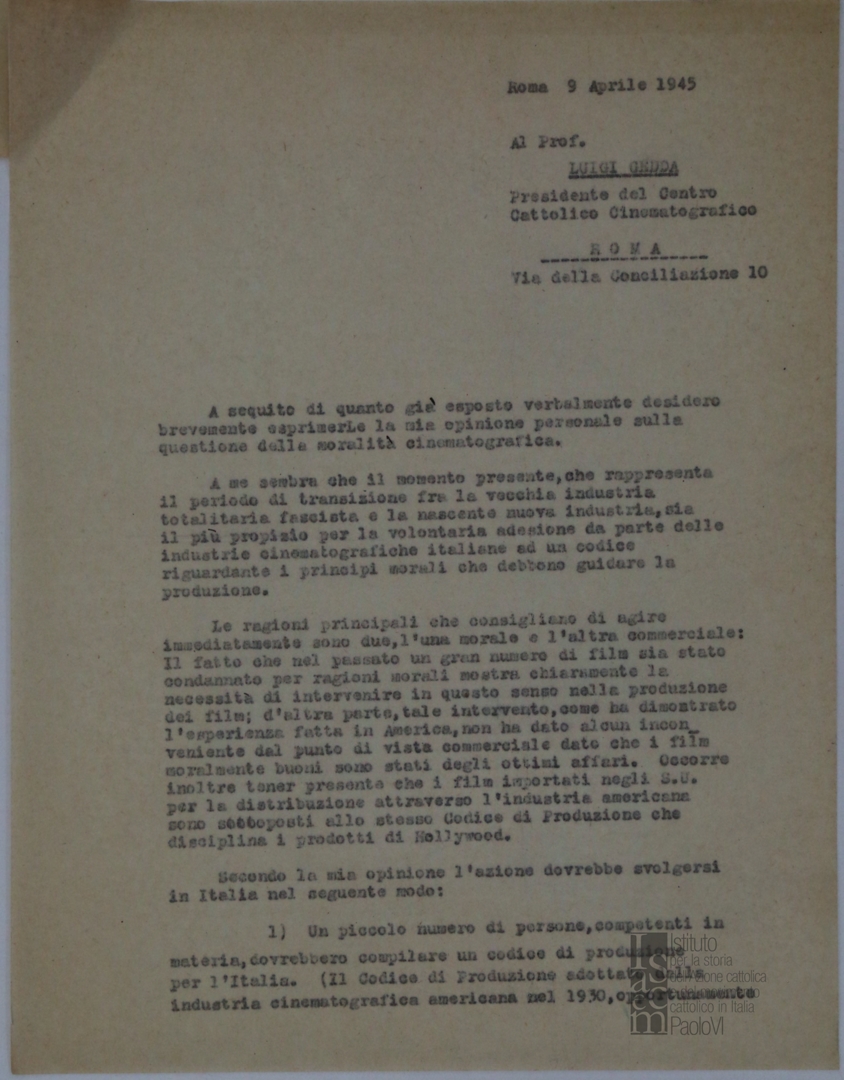 Roma 9 Aprile 1945
Al Prof.
LUIGI GEDDA
Presidente del Centro
Cattolico Cinematografico
R O M A
Via della Conciliazione 10
A sequito di quanto già esposto verbalmente desidero
brevemente esprimerLe la mia opinione personale sulla
questione della moralità cinematografica.
A me sembra che il momento presente,che rappresenta
il periodo di transizione fra la vecchia industria
totalitaria fascista e la nascente nuova industria,sia
il più propizio per la volontaria adesione da parte delle
industrie cinematografiche italiane ad un codice
riguardante i principi morali che debbono guidare la
produzione.
Le ragioni principali che consigliano di agire
immediatamente sono due,l'una morale e l'altra commerciale:
Il fatto che nel passato un gran numero di film sia stato
condannato per ragioni morali mostra chiaramente la
necessità di intervenire in questo senso nella produzione
dei film; d'altra parte,tale intervento,come ha dimostrato
l'esperienza fatta in America,non ha dato alcun incon_
veniente dal punto di vista commerciale dato che i film
moralmente buoni sono stati degli ottimi affari. Occorre
inoltre tener presente che i film importati negli S.U.
per la distribuzione attraverso l'industria americana
sono sottoposti allo stesso Codice di Produzione che
disciplina i prodotti di Hollywood.
Secondo la mia opinione l'azione dovrebbe svolgersi
in Italia nel seguente modo:
1) Un piccolo numero di persone,competenti in
materia,dovrebbero compilare un codice di produzione
per l'Italia. (Il Codice di Produzione adottato dalla
industria cinematografica americana nel 1930,opportunamente
Istituto
per la storia
dell'azione cattolica
e del movimento
cattolico in Italia
PaoloVI